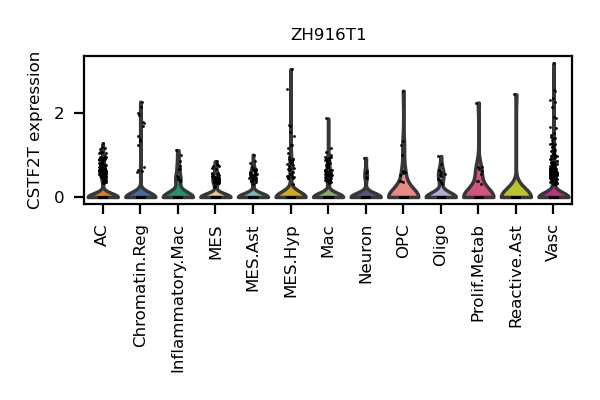 ZH916T1
CSTF2T expression
2
0
AC
Chromatin.Reg
Inflammatory.Mac
MES
MES.Ast
MES.Hyp
Mac
Neuron
OPC
Oligo
Prolif.Metab
Reactive.Ast
Vasc